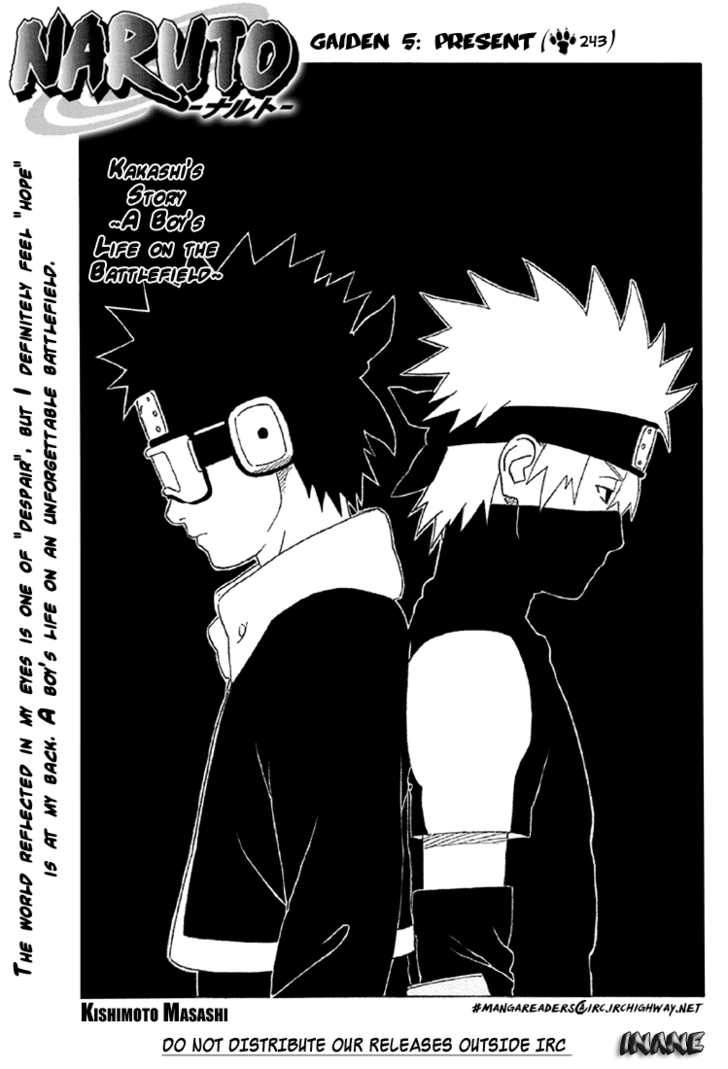 NARUTO
-ナルト-
GAIDEN 5: PRESENT (243)
KAKASHI'S
STORY
~A BOY'S
LIFE ON THE
BATTLEFIELD~
THE WORLD REFLECTED IN MY EYES IS ONE OF "DESPAIR", BUT I DEFINITELY FEEL "HOPE"
IS AT MY BACK. A BOY'S LIFE ON AN UNFORGETTABLE BATTLEFIELD.
KISHIMOTO MASASHI
#MANGAREADERS@IRC.IRCHIGHWAY.NET
DO NOT DISTRIBUTE OUR RELEASES OUTSIDE IRC
INANE